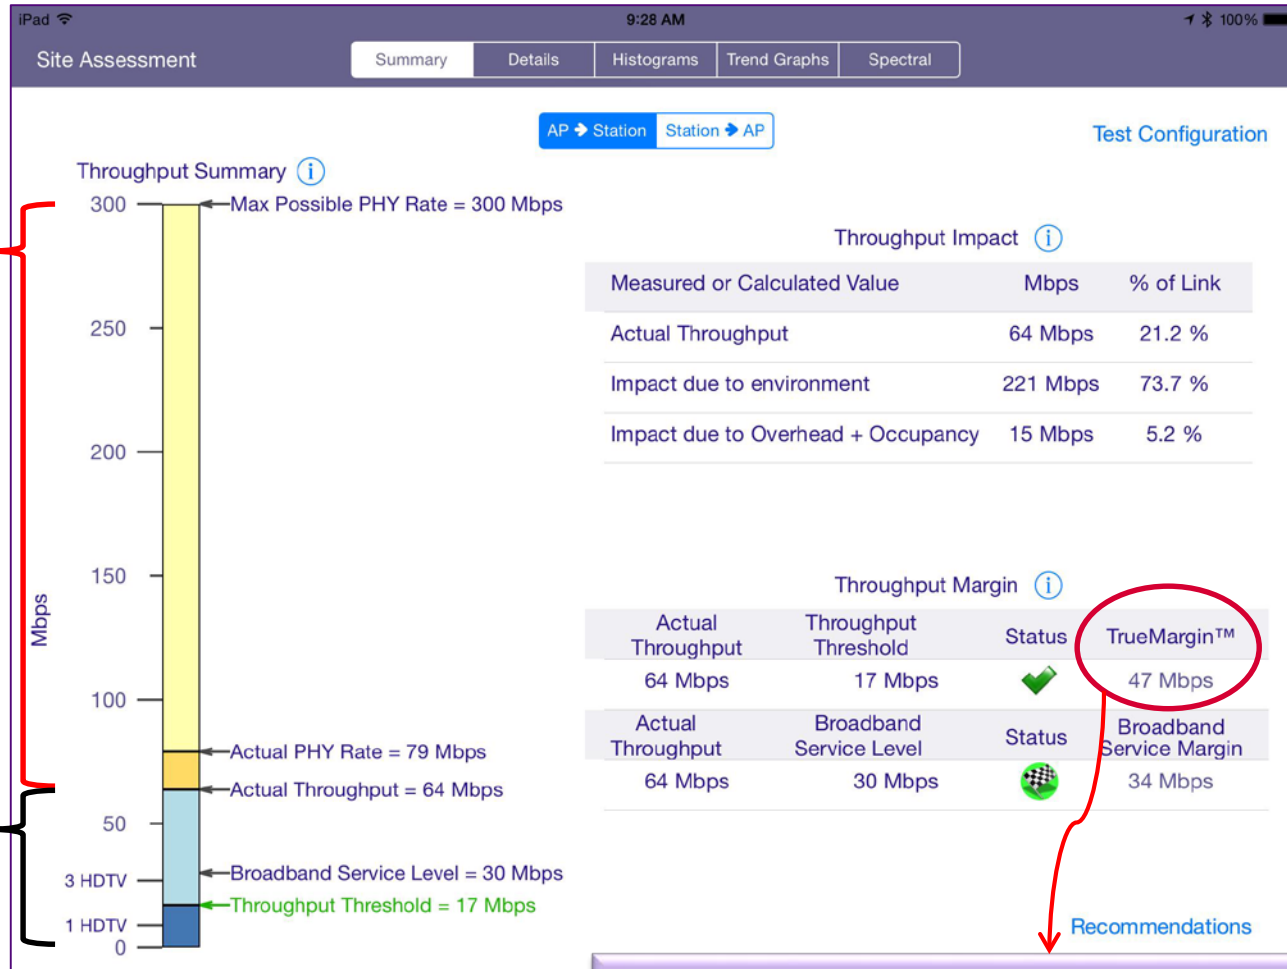 iPad 9:28 AM 100%
Site Assessment Summary Details Histograms Trend Graphs Spectral
AP → Station Station → AP
Test Configuration
Throughput Summary i
300
250
200
150
100
50
3 HDTV
1 HDTV
0
Mbps
Max Possible PHY Rate = 300 Mbps
Actual PHY Rate = 79 Mbps
Actual Throughput = 64 Mbps
Broadband Service Level = 30 Mbps
Throughput Threshold = 17 Mbps
Throughput Impact i
Measured or Calculated Value Mbps % of Link
Actual Throughput 64 Mbps 21.2 %
Impact due to environment 221 Mbps 73.7 %
Impact due to Overhead + Occupancy 15 Mbps 5.2 %
Throughput Margin i
Actual Throughput Throughput Threshold Status TrueMargin™
64 Mbps 17 Mbps 47 Mbps
Actual Throughput Broadband Service Level Status Broadband Service Margin
64 Mbps 30 Mbps 34 Mbps
Recommendations